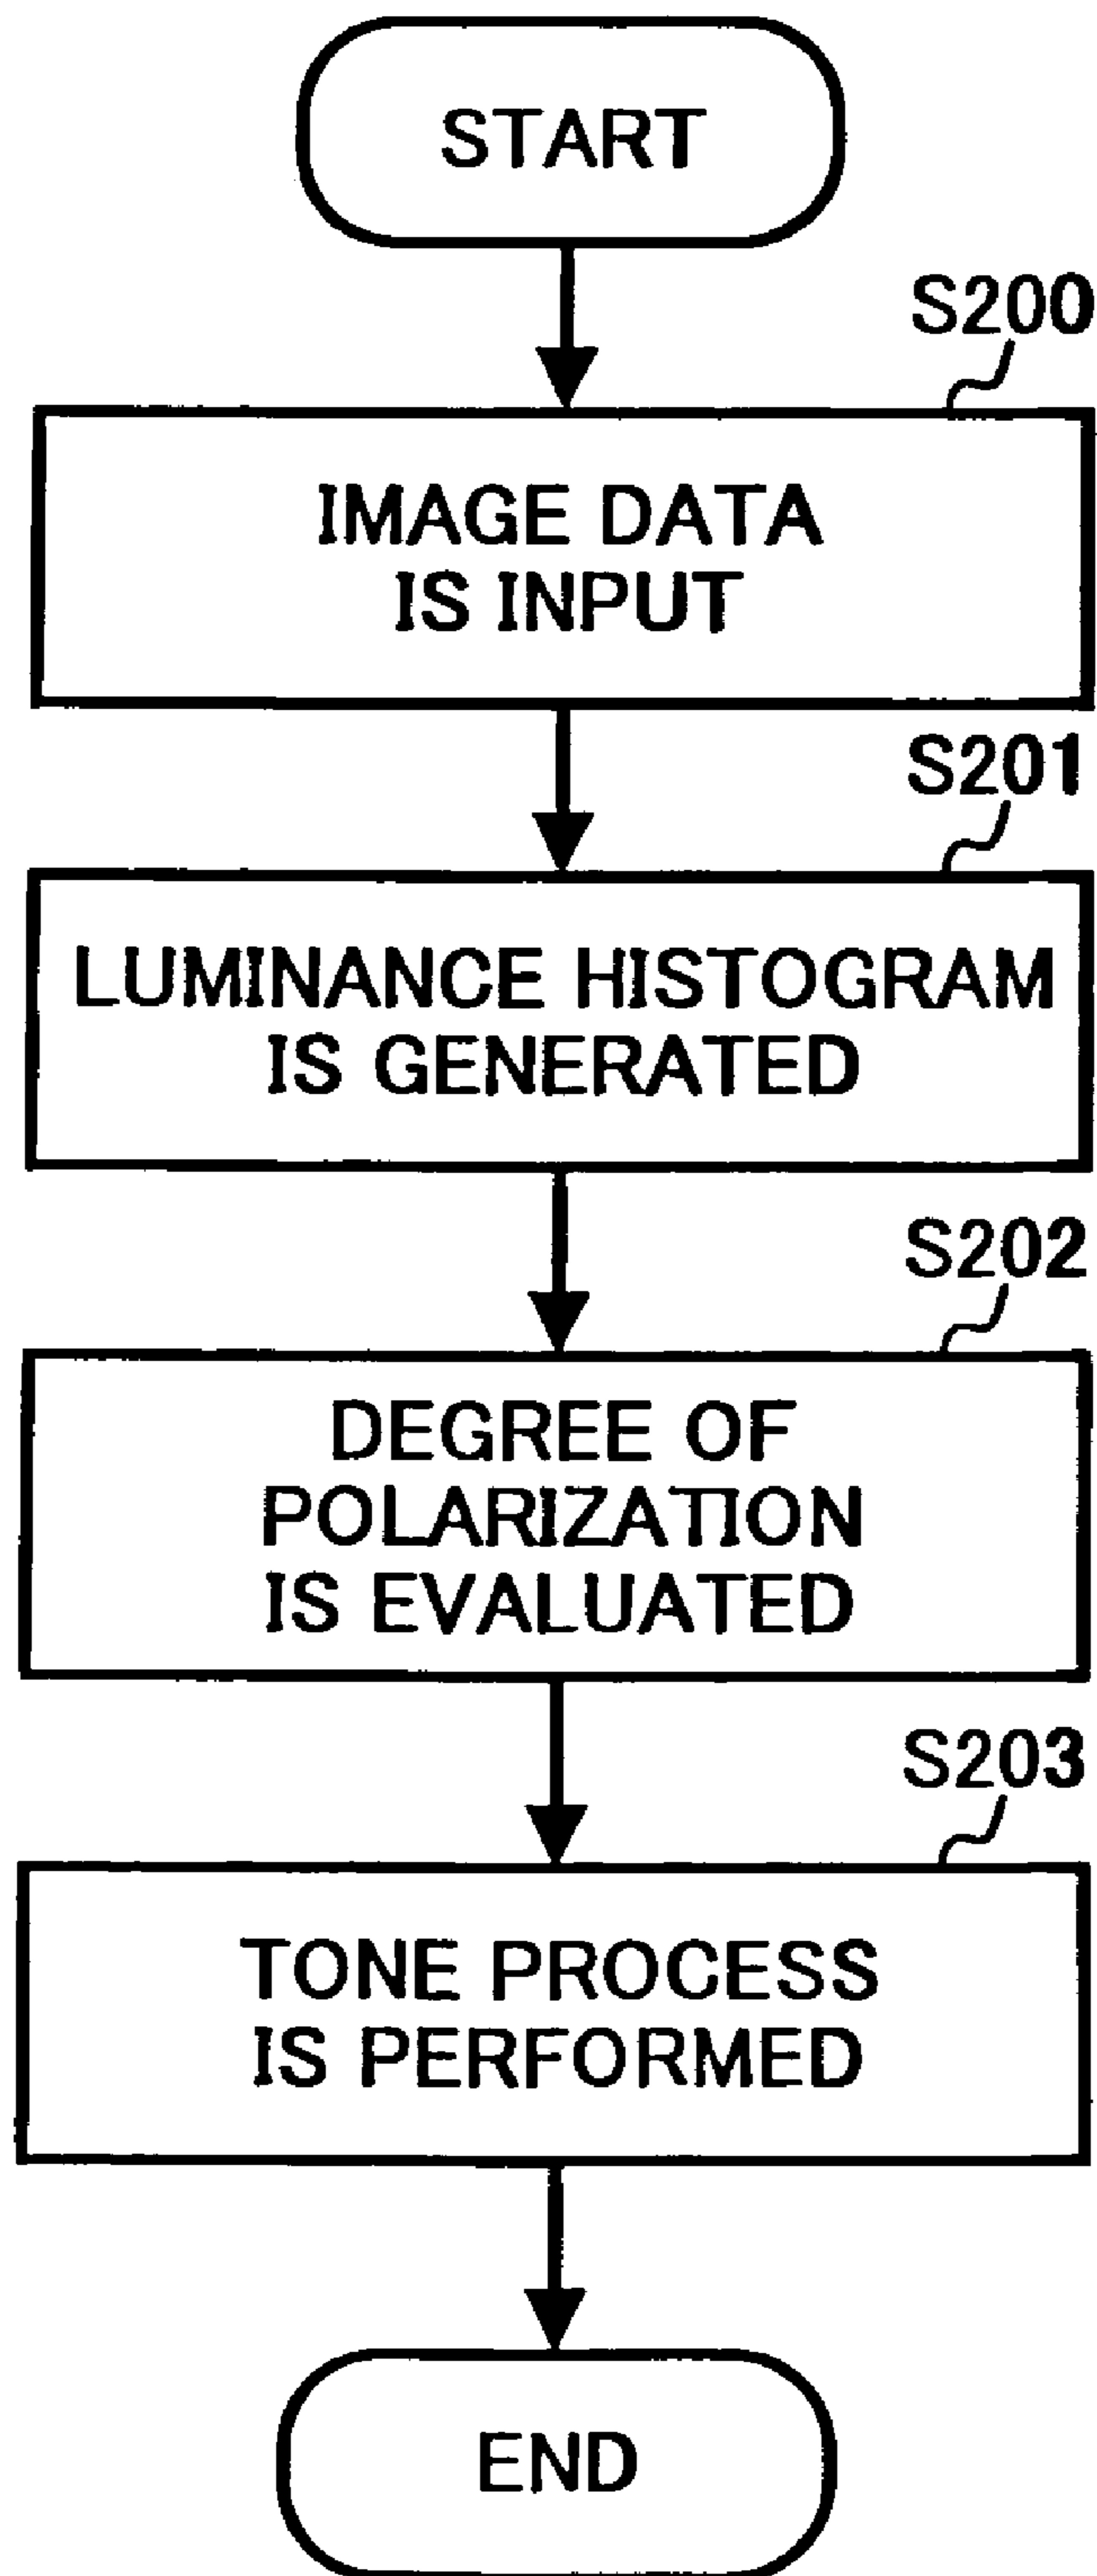 START
S200
IMAGE DATA
IS INPUT
S201
LUMINANCE HISTOGRAM
IS GENERATED
S202
DEGREE OF
POLARIZATION
IS EVALUATED
S203
TONE PROCESS
IS PERFORMED
END